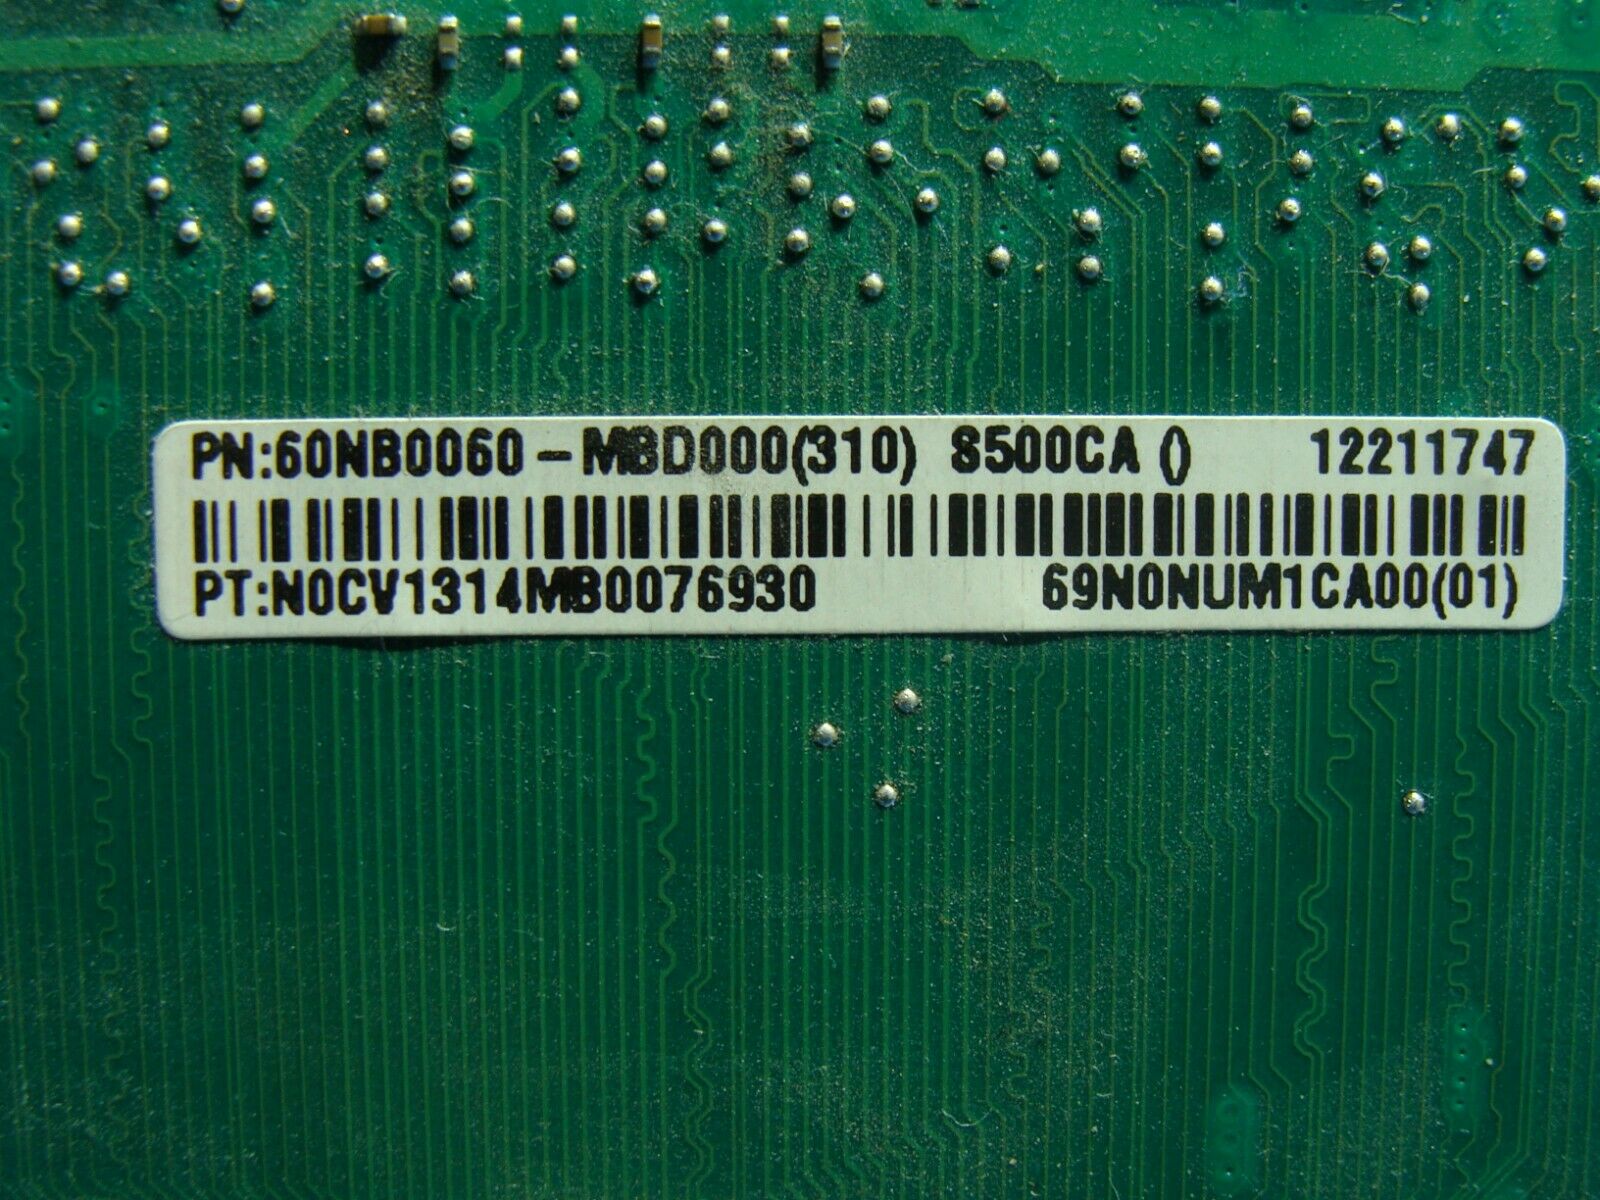 PN:60NB0060-MBD000(310) S500CA () 12211747
PT:N0CV1314MB0076930 69N0NUM1CA00(01)